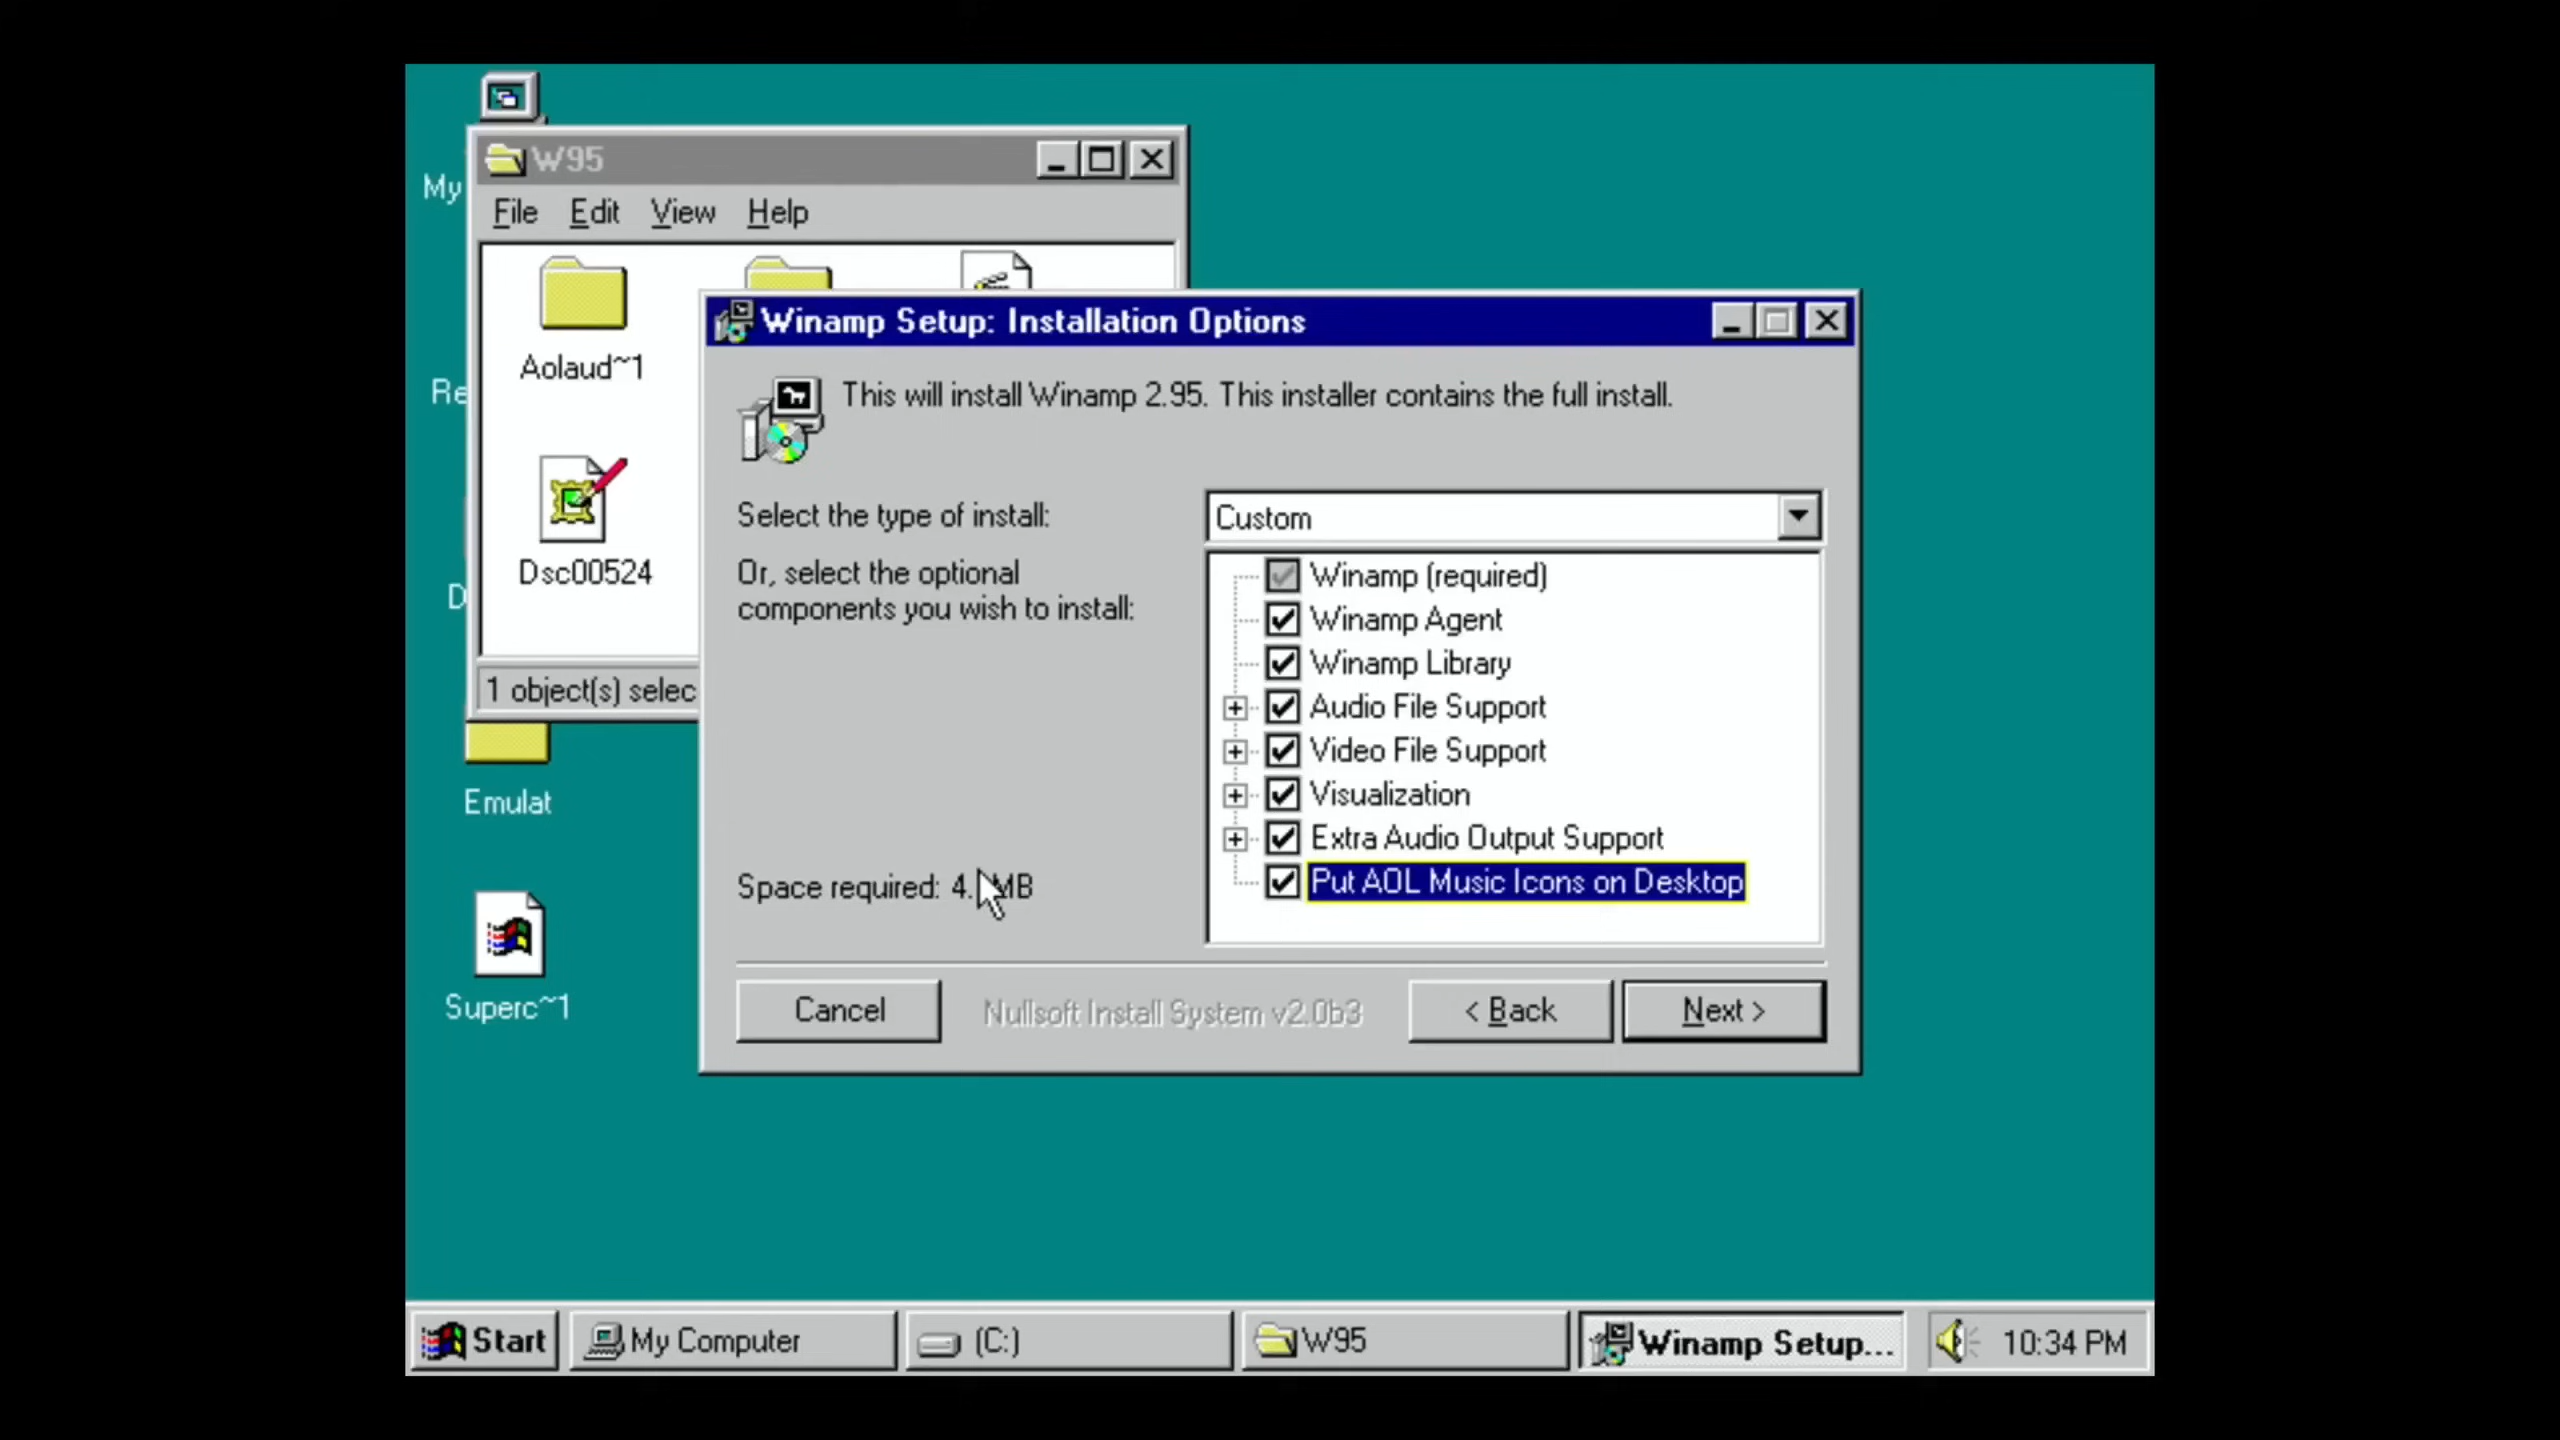 My
W95
File Edit View Help
Aolaud~1
Dsc00524
1 object(s) selec
Re
D
Emulat
Superc~1
Winamp Setup: Installation Options
This will install Winamp 2.95. This installer contains the full install.
Select the type of install:
Custom
Or, select the optional
components you wish to install:
Winamp (required)
Winamp Agent
Winamp Library
Audio File Support
Video File Support
Visualization
Extra Audio Output Support
Put AOL Music Icons on Desktop
Space required: 4. MB
Cancel
Nullsoft Install System v2.0b3
< Back
Next >
Start
My Computer
(C:)
W95
Winamp Setup...
10:34 PM